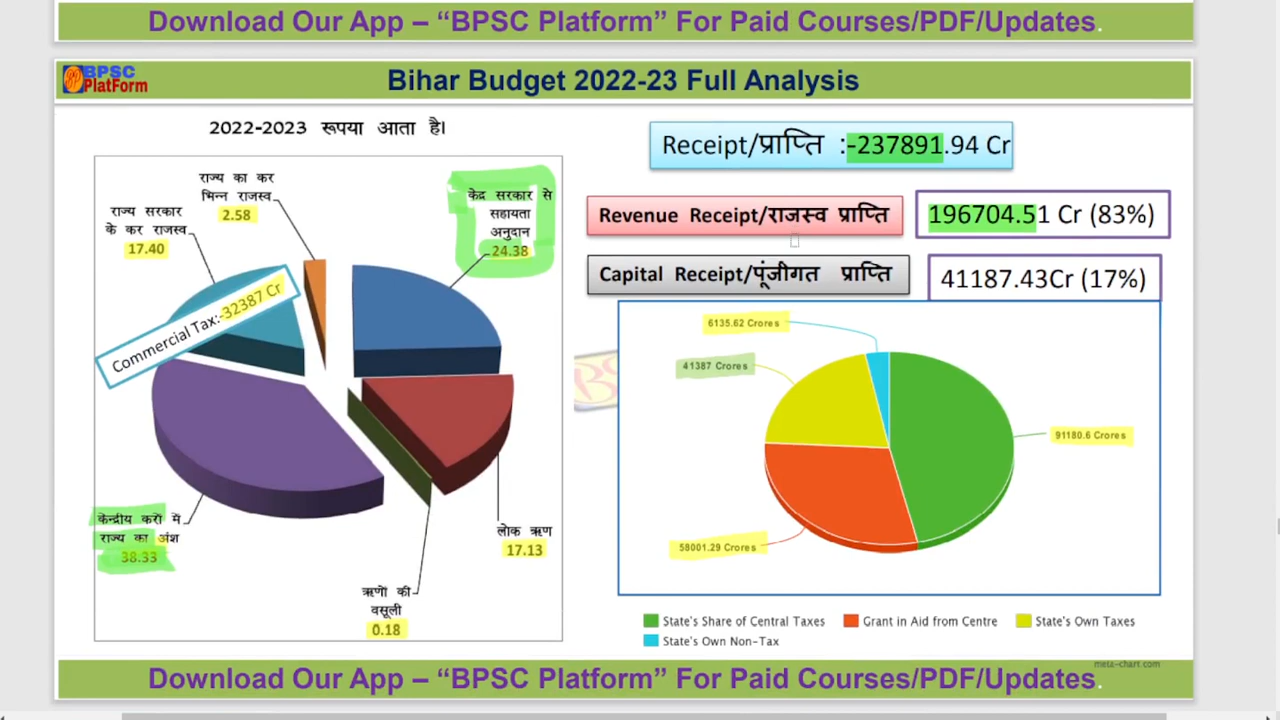 Download Our App – “BPSC Platform” For Paid Courses/PDF/Updates.
BPSC
PlatForm
Bihar Budget 2022-23 Full Analysis
2022-2023 रूपया आता है।
राज्य का कर
भिन्न राजस्व
2.58
राज्य सरकार
के कर राजस्व
17.40
केद्र सरकार से
सहायता
अनुदान
24.38
Commercial Tax:-32387 Cr
केन्द्रीय करों में
राज्य का अंश
38.33
लोक ऋण
17.13
ऋणों की
वसूली
0.18
Receipt/प्राप्ति :-237891.94 Cr
Revenue Receipt/राजस्व प्राप्ति
196704.51 Cr (83%)
Capital Receipt/पूंजीगत प्राप्ति
41187.43Cr (17%)
6135.62 Crores
41387 Crores
91180.6 Crores
58001.29 Crores
State's Share of Central Taxes
Grant in Aid from Centre
State's Own Taxes
State's Own Non-Tax
meta-chart.com
Download Our App – “BPSC Platform” For Paid Courses/PDF/Updates.